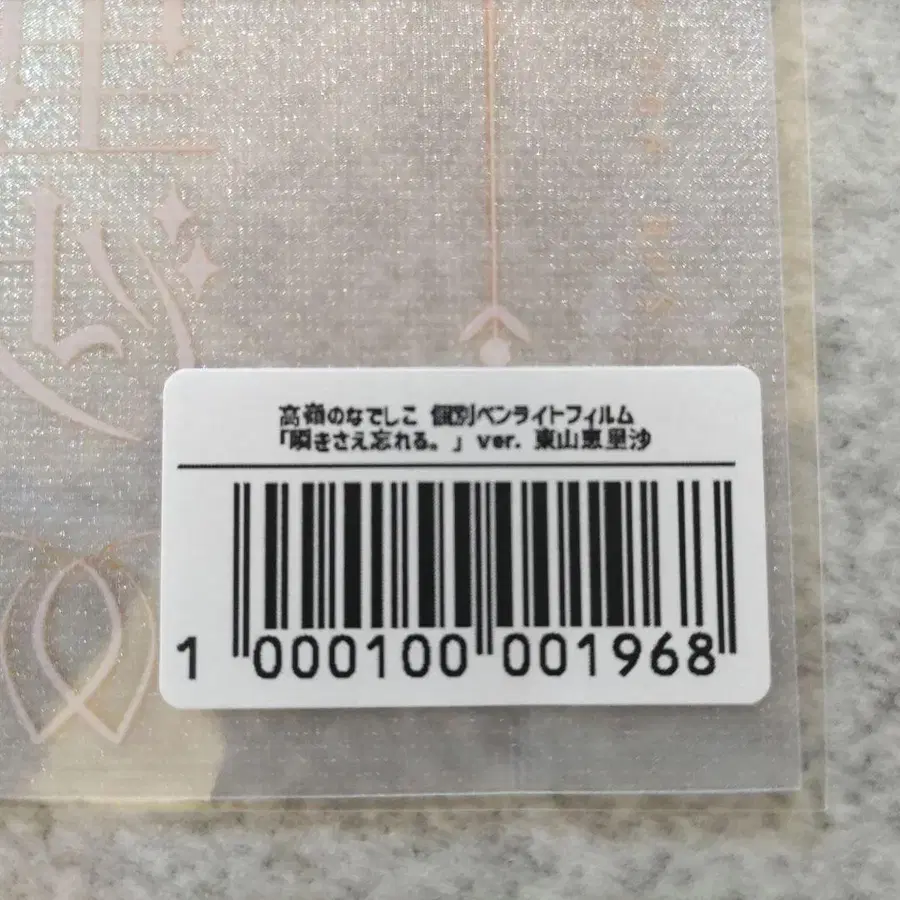 高嶺のなでしこ 個別ペンライトフィルム
「瞬きさえ忘れる。」ver. 東山恵里沙
1 000100 001968